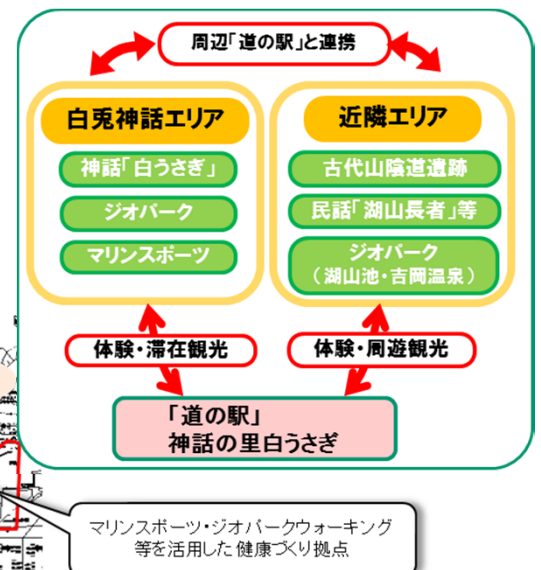 周辺「道の駅」と連携
白兎神話エリア
神話「白うさぎ」
ジオパーク
マリンスポーツ
近隣エリア
古代山陰道遺跡
民話「湖山長者」等
ジオパーク
（湖山池・吉岡温泉）
体験・滞在観光
体験・周遊観光
「道の駅」
神話の里白うさぎ
マリンスポーツ・ジオパークウォーキング
等を活用した健康づくり拠点